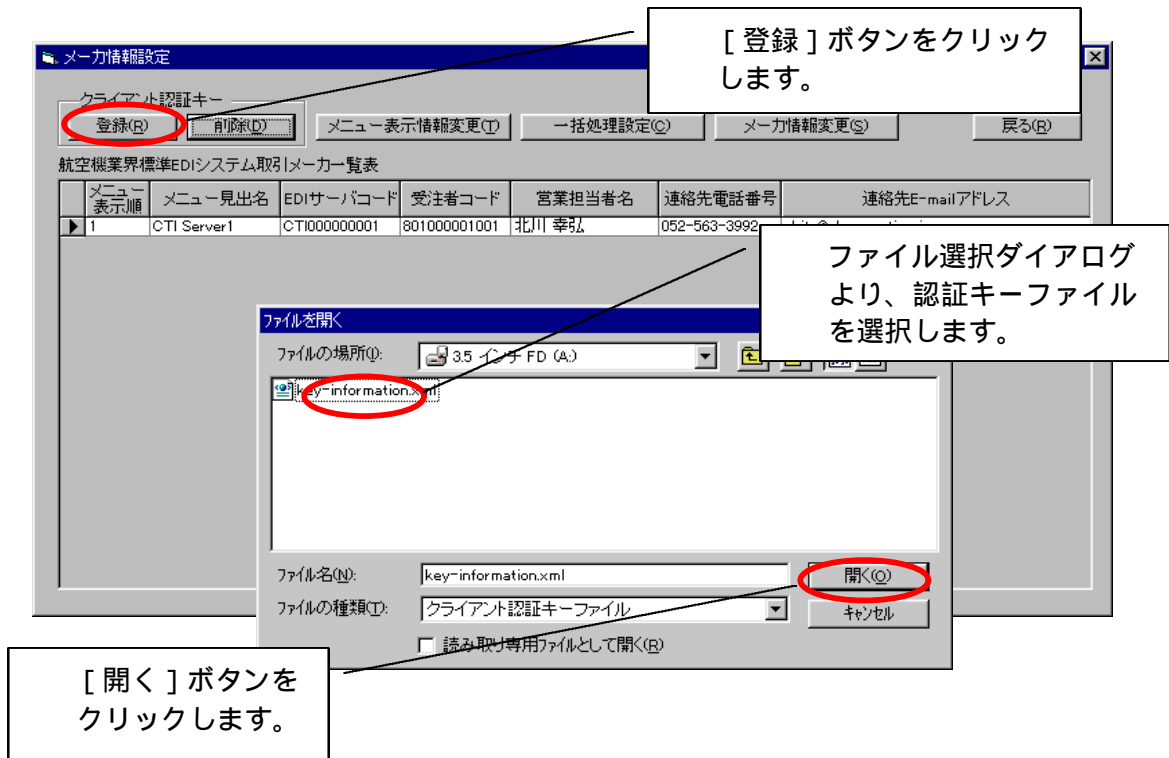 ［登録］ボタンをクリック
します。
メーカ情報設定
クライアント認証キー
登録(R) 削除(D) メニュー表示情報変更(T) 一括処理設定(C) メーカ情報変更(S) 戻る(R)
航空機業界標準EDIシステム取引メーカ一覧表
メニュー
表示順 メニュー見出名 EDIサーバコード 受注者コード 営業担当者名 連絡先電話番号 連絡先E-mailアドレス
1 CTI Server1 CTI000000001 801000001001 北川 幸弘 052-563-3992
ファイル選択ダイアログ
より、認証キーファイル
を選択します。
ファイルを開く
ファイルの場所(I): 3.5 インチ FD (A:)
key-information.xml
ファイル名(N): key-information.xml 開く(O)
ファイルの種類(T): クライアント認証キーファイル キャンセル
読み取り専用ファイルとして開く(R)
［開く］ボタンを
クリックします。